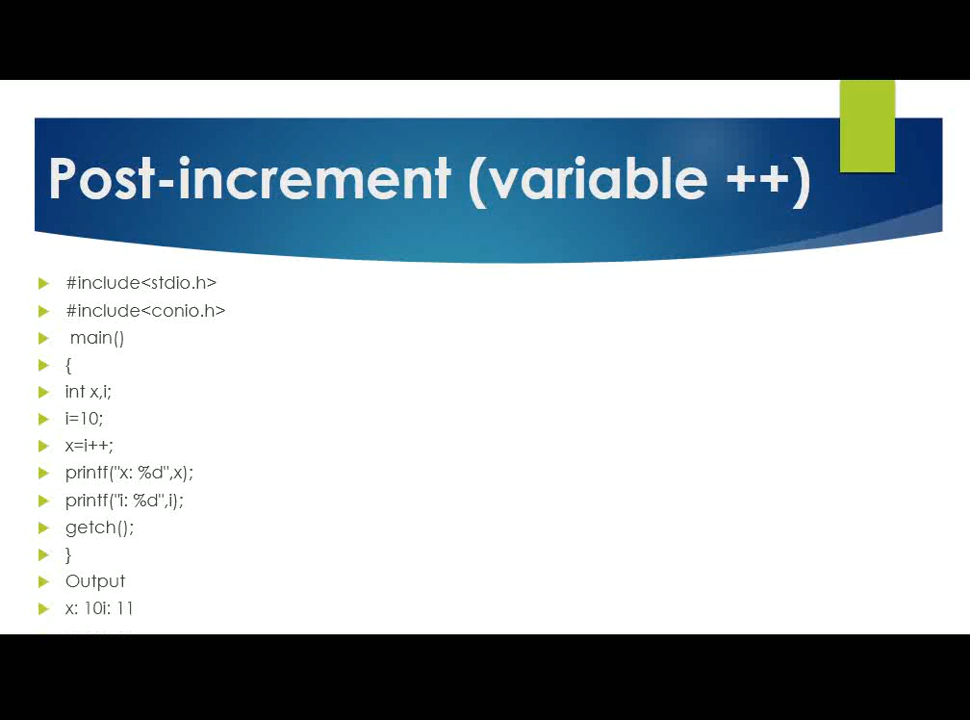 Post-increment (variable ++)
#include<stdio.h>
#include<conio.h>
main()
{
int x,i;
i=10;
x=i++;
printf("x: %d",x);
printf("i: %d",i);
getch();
}
Output
x: 10i: 11